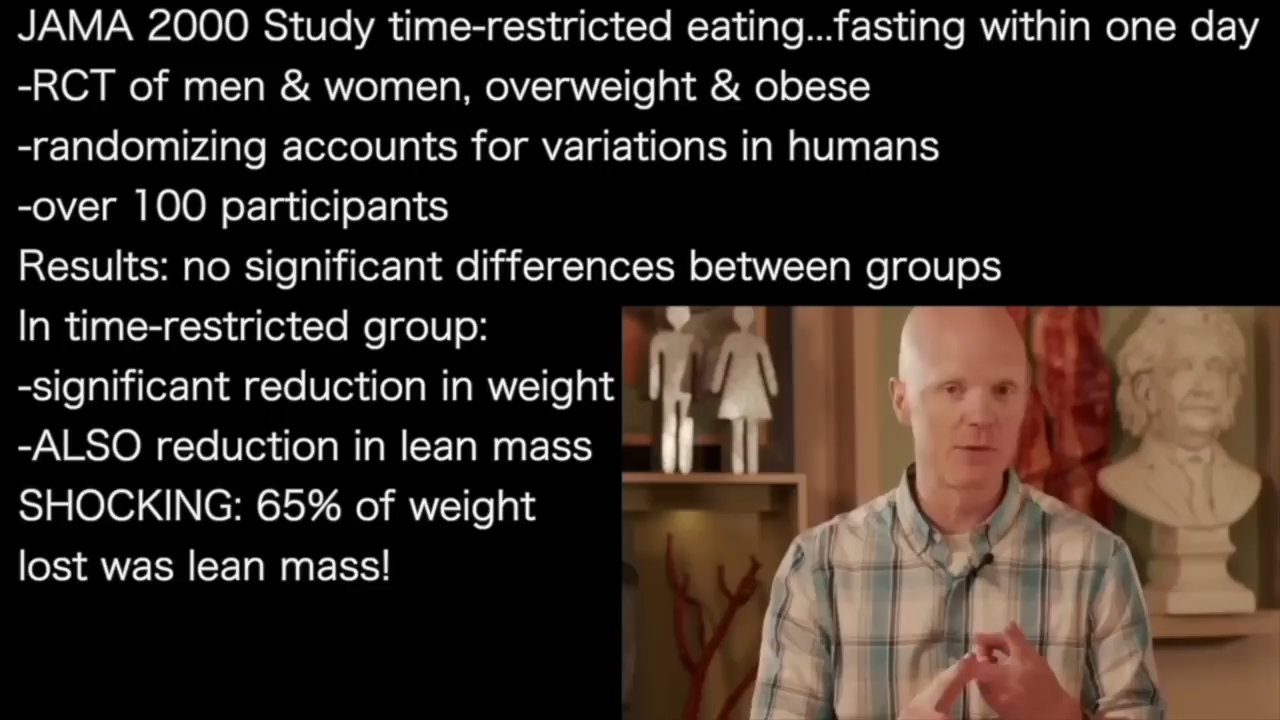 JAMA 2000 Study time-restricted eating...fasting within one day
-RCT of men & women, overweight & obese
-randomizing accounts for variations in humans
-over 100 participants
Results: no significant differences between groups
In time-restricted group:
-significant reduction in weight
-ALSO reduction in lean mass
SHOCKING: 65% of weight
lost was lean mass!